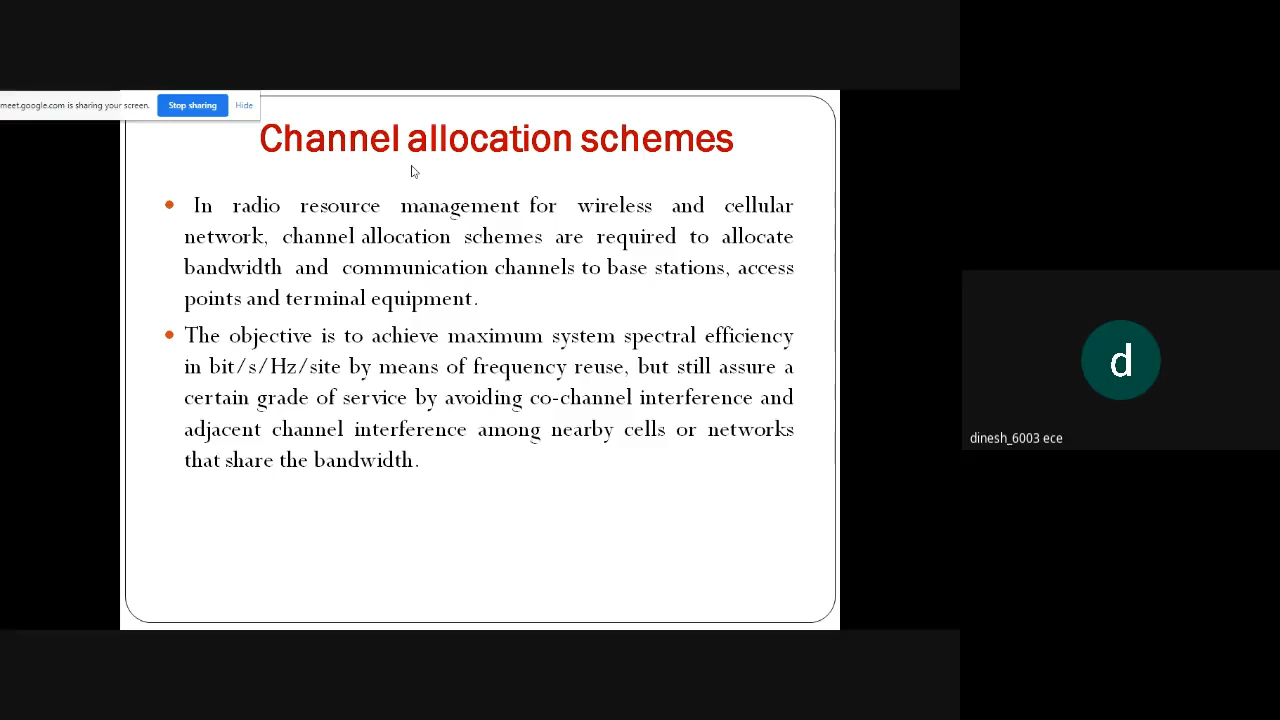 meet.google.com is sharing your screen. Stop sharing Hide
Channel allocation schemes
• In radio resource management for wireless and cellular
network, channel allocation schemes are required to allocate
bandwidth and communication channels to base stations, access
points and terminal equipment.
• The objective is to achieve maximum system spectral efficiency
in bit/s/Hz/site by means of frequency reuse, but still assure a
certain grade of service by avoiding co-channel interference and
adjacent channel interference among nearby cells or networks
that share the bandwidth.
d
dinesh_6003 ece